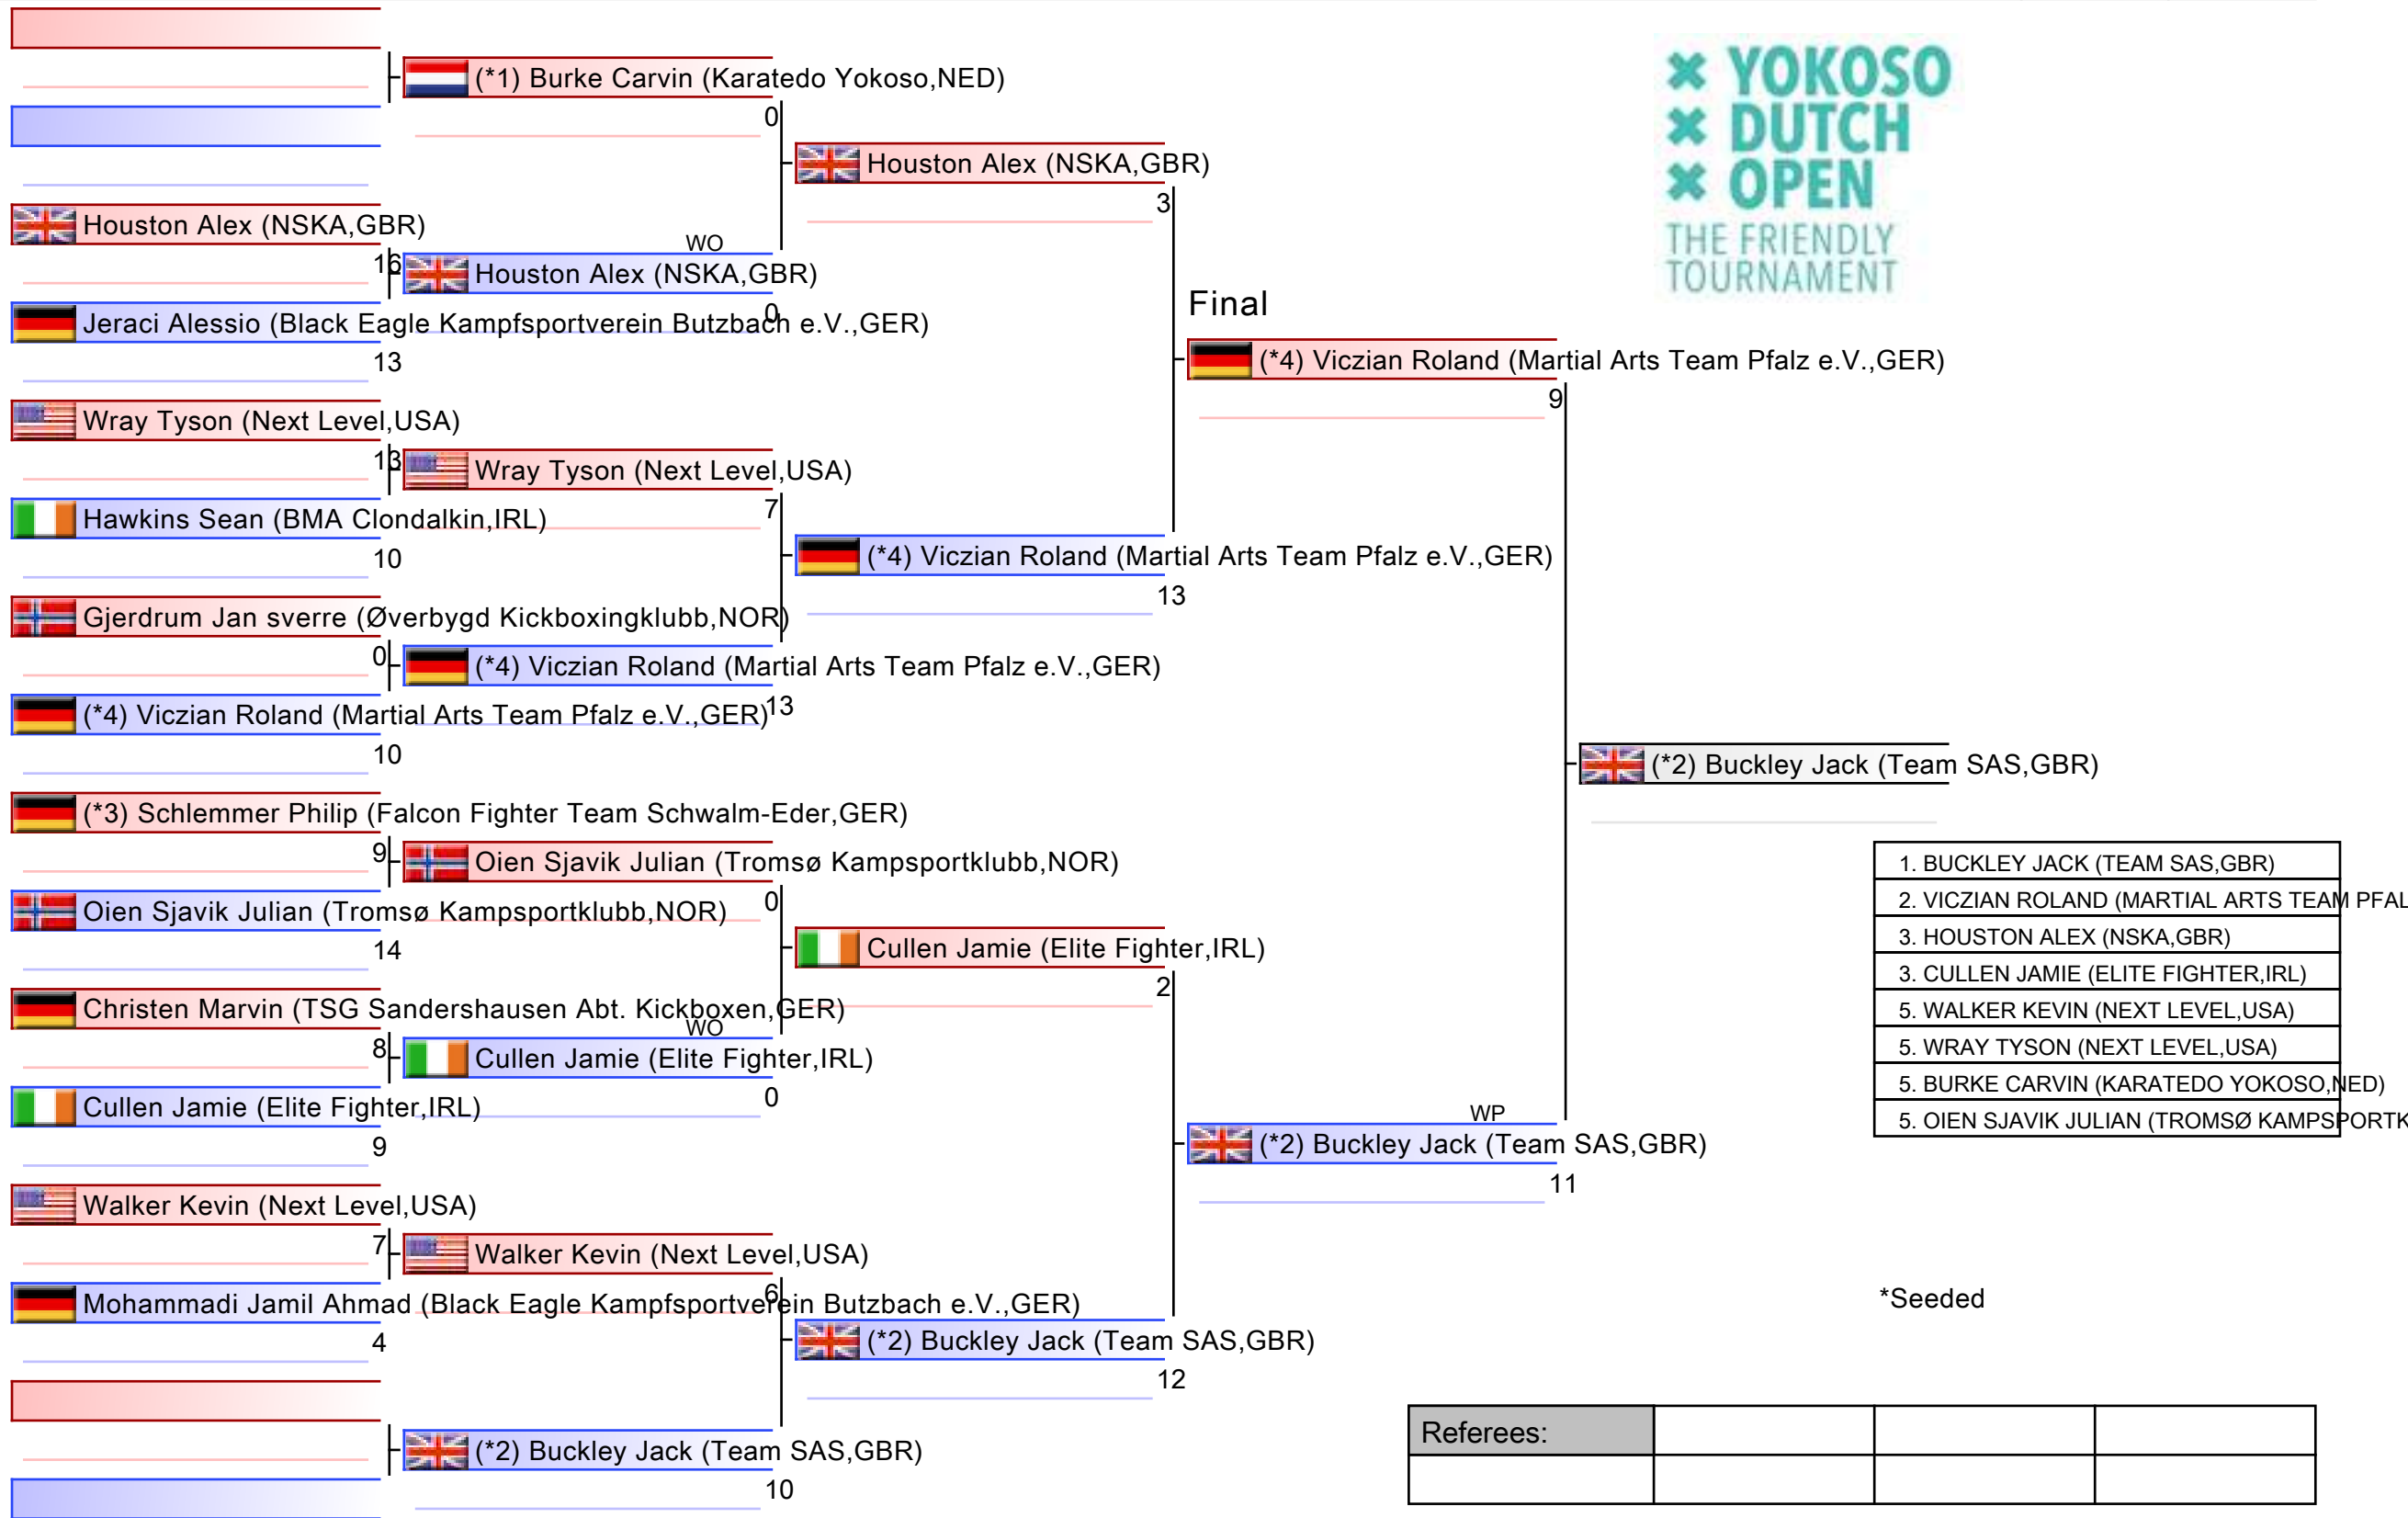 (*1) Burke Carvin (Karatedo Yokoso,NED)
0
Houston Alex (NSKA,GBR)
3
Houston Alex (NSKA,GBR)
16
WO
Houston Alex (NSKA,GBR)
0
Jeraci Alessio (Black Eagle Kampfsportverein Butzbach e.V.,GER)
13
Final
(*4) Viczian Roland (Martial Arts Team Pfalz e.V.,GER)
9
Wray Tyson (Next Level,USA)
13
Wray Tyson (Next Level,USA)
7
Hawkins Sean (BMA Clondalkin,IRL)
10
(*4) Viczian Roland (Martial Arts Team Pfalz e.V.,GER)
13
Gjerdrum Jan sverre (Øverbygd Kickboxingklubb,NOR)
0
(*4) Viczian Roland (Martial Arts Team Pfalz e.V.,GER)
13
(*4) Viczian Roland (Martial Arts Team Pfalz e.V.,GER)
10
(*2) Buckley Jack (Team SAS,GBR)
(*3) Schlemmer Philip (Falcon Fighter Team Schwalm-Eder,GER)
9
Oien Sjavik Julian (Tromsø Kampsportklubb,NOR)
0
Oien Sjavik Julian (Tromsø Kampsportklubb,NOR)
14
Cullen Jamie (Elite Fighter,IRL)
2
Christen Marvin (TSG Sandershausen Abt. Kickboxen,GER)
8
WO
Cullen Jamie (Elite Fighter,IRL)
0
Cullen Jamie (Elite Fighter,IRL)
9
WP
(*2) Buckley Jack (Team SAS,GBR)
11
Walker Kevin (Next Level,USA)
7
Walker Kevin (Next Level,USA)
6
Mohammadi Jamil Ahmad (Black Eagle Kampfsportverein Butzbach e.V.,GER)
4
(*2) Buckley Jack (Team SAS,GBR)
12
(*2) Buckley Jack (Team SAS,GBR)
10
YOKOSO
DUTCH
OPEN
THE FRIENDLY
TOURNAMENT
1. BUCKLEY JACK (TEAM SAS,GBR)
2. VICZIAN ROLAND (MARTIAL ARTS TEAM PFAL
3. HOUSTON ALEX (NSKA,GBR)
3. CULLEN JAMIE (ELITE FIGHTER,IRL)
5. WALKER KEVIN (NEXT LEVEL,USA)
5. WRAY TYSON (NEXT LEVEL,USA)
5. BURKE CARVIN (KARATEDO YOKOSO,NED)
5. OIEN SJAVIK JULIAN (TROMSØ KAMPSPORTK
*Seeded
Referees: